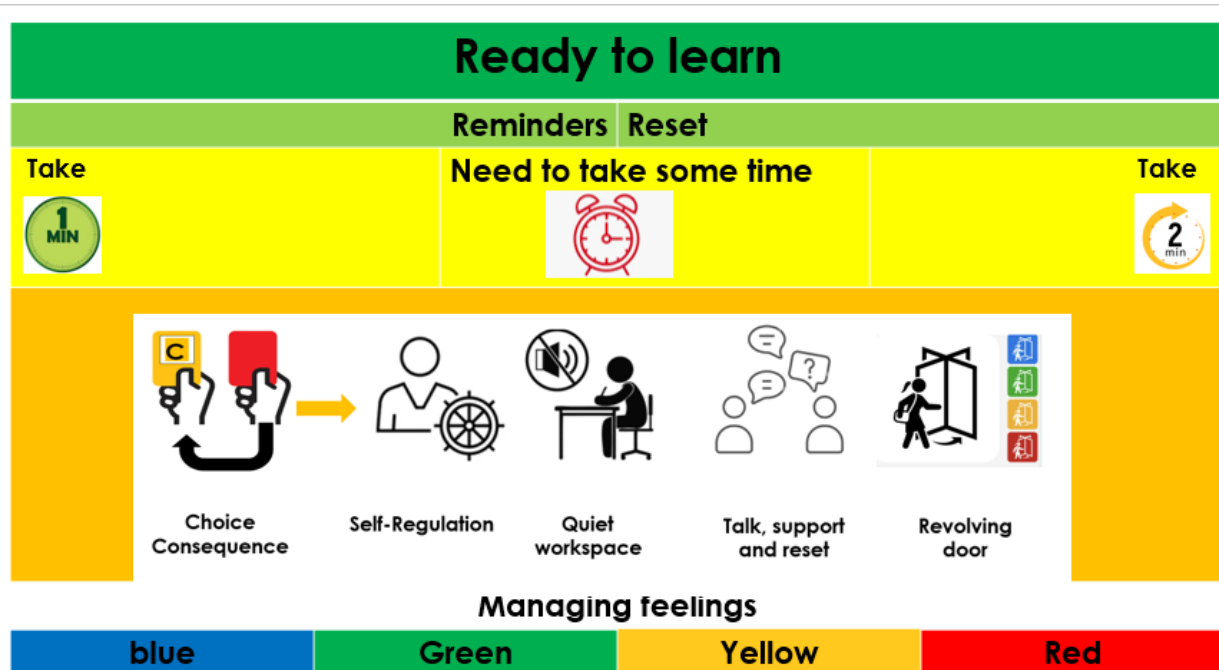 Ready to learn
Reminders Reset
Take
Need to take some time
Take
1
MIN
2
min
C
?
Choice
Consequence
Self-Regulation
Quiet
workspace
Talk, support
and reset
Revolving
door
Managing feelings
blue
Green
Yellow
Red